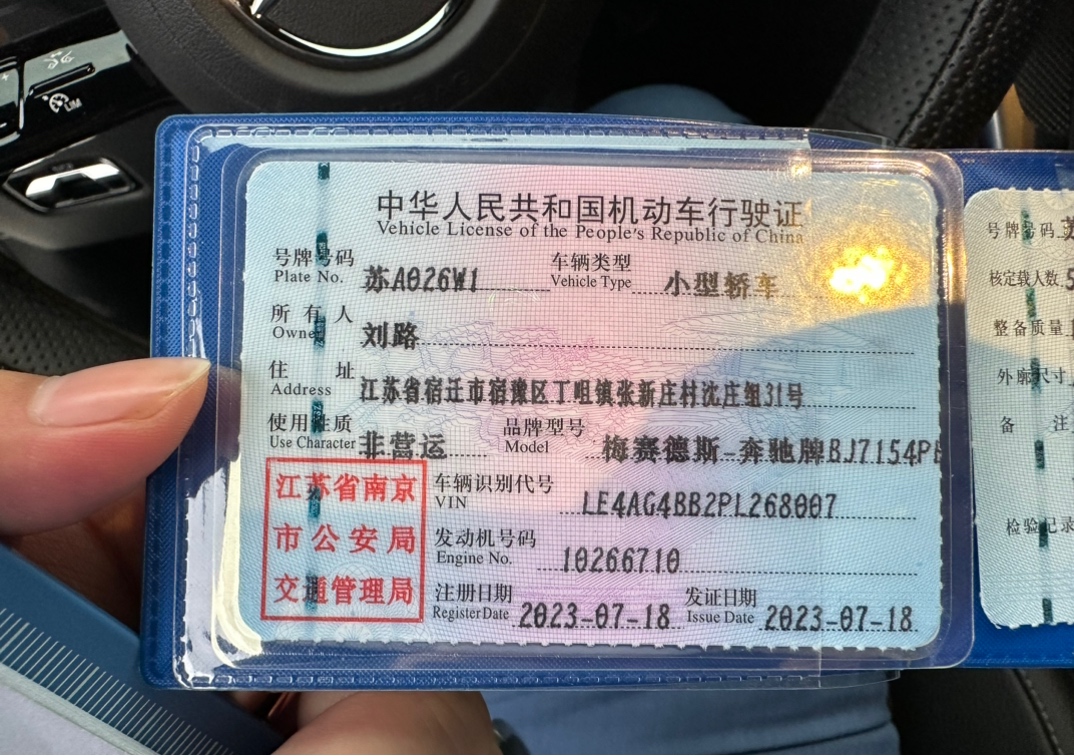 LIM
中华人民共和国机动车行驶证
Vehicle License of the People's Republic of China
号牌号码 苏A026W1 车辆类型 小型轿车
Plate No. Vehicle Type
所有人 刘路
Owner
住址 江苏省宿迁市宿豫区丁咀镇张新庄村沈庄组31号
Address
使用性质 非营运 品牌型号 梅赛德斯-奔驰牌BJ7154P
Use Character Model
江苏省南京
市公安局
交通管理局
车辆识别代号 LE4AG4BB2PL268007
VIN
发动机号码 10266710
Engine No.
注册日期 2023-07-18 发证日期 2023-07-18
Register Date Issue Date
号牌号码 苏
核定载人数 5
整备质量
外廓尺寸
备注
检验记录